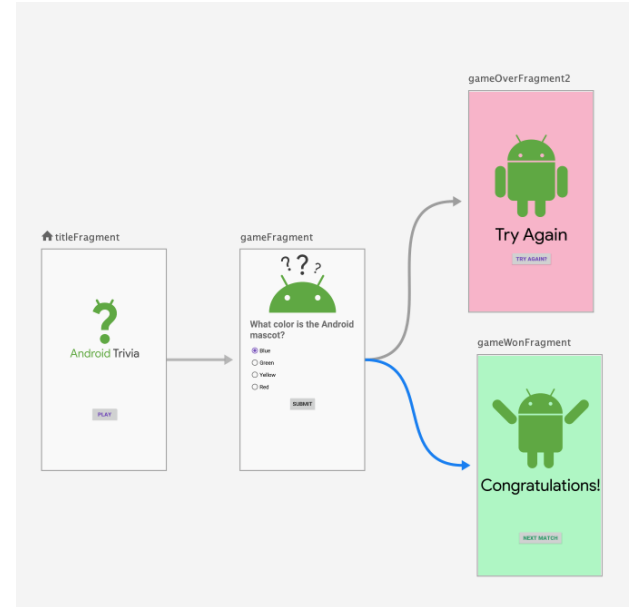 gameOverFragment2
Try Again
TRY AGAIN?
titleFragment
Android Trivia
PLAY
gameFragment
???
What color is the Android
mascot?
Blue
Green
Yellow
Red
SUBMIT
gameWonFragment
Congratulations!
NEXT MATCH